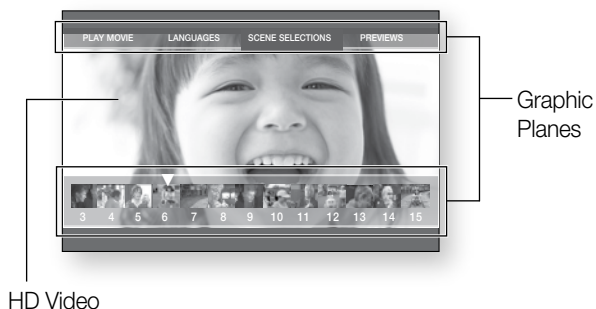 PLAY MOVIE LANGUAGES SCENE SELECTIONS PREVIEWS
Graphic
Planes
3 4 5 6 7 8 9 10 11 12 13 14 15
HD Video